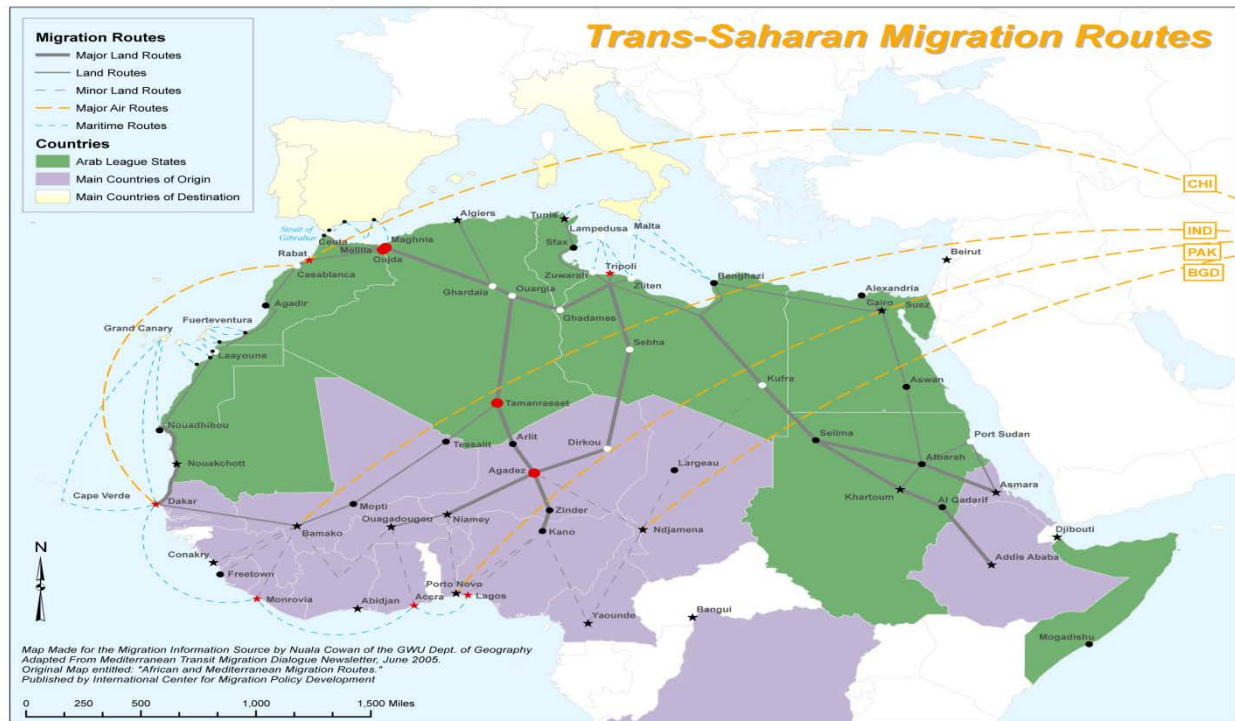 Trans-Saharan Migration Routes
Migration Routes
Major Land Routes
Land Routes
Minor Land Routes
Major Air Routes
Maritime Routes
Countries
Arab League States
Main Countries of Origin
Main Countries of Destination
CHI
IND
PAK
BGD
Strait of
Gibraltar
Ceuta
Melilla
Maghnia
Oujda
Rabat
Casablanca
Algiers
Tunis
Lampedusa
Malta
Sfax
Zuwarah
Tripoli
Zliten
Benghazi
Beirut
Alexandria
Cairo
Suez
Agadir
Ghardaia
Ouargla
Ghadames
Grand Canary
Fuerteventura
Laayoune
Sebha
Kufra
Aswan
Tamanrasset
Nouadhibou
Tessalit
Arlit
Dirkou
Selima
Port Sudan
Nouakchott
Agadez
Largeau
Atbarah
Asmara
Cape Verde
Dakar
Mopti
Khartoum
Al Qadarif
Bamako
Ouagadougou
Niamey
Zinder
Kano
Ndjamena
Djibouti
Conakry
Freetown
Addis Ababa
Monrovia
Abidjan
Accra
Porto Novo
Lagos
Yaounde
Bangui
Mogadishu
N
Map Made for the Migration Information Source by Nuala Cowan of the GWU Dept. of Geography
Adapted From Mediterranean Transit Migration Dialogue Newsletter, June 2005.
Original Map entitled: "African and Mediterranean Migration Routes."
Published by International Center for Migration Policy Development
0 250 500 1,000 1,500 Miles